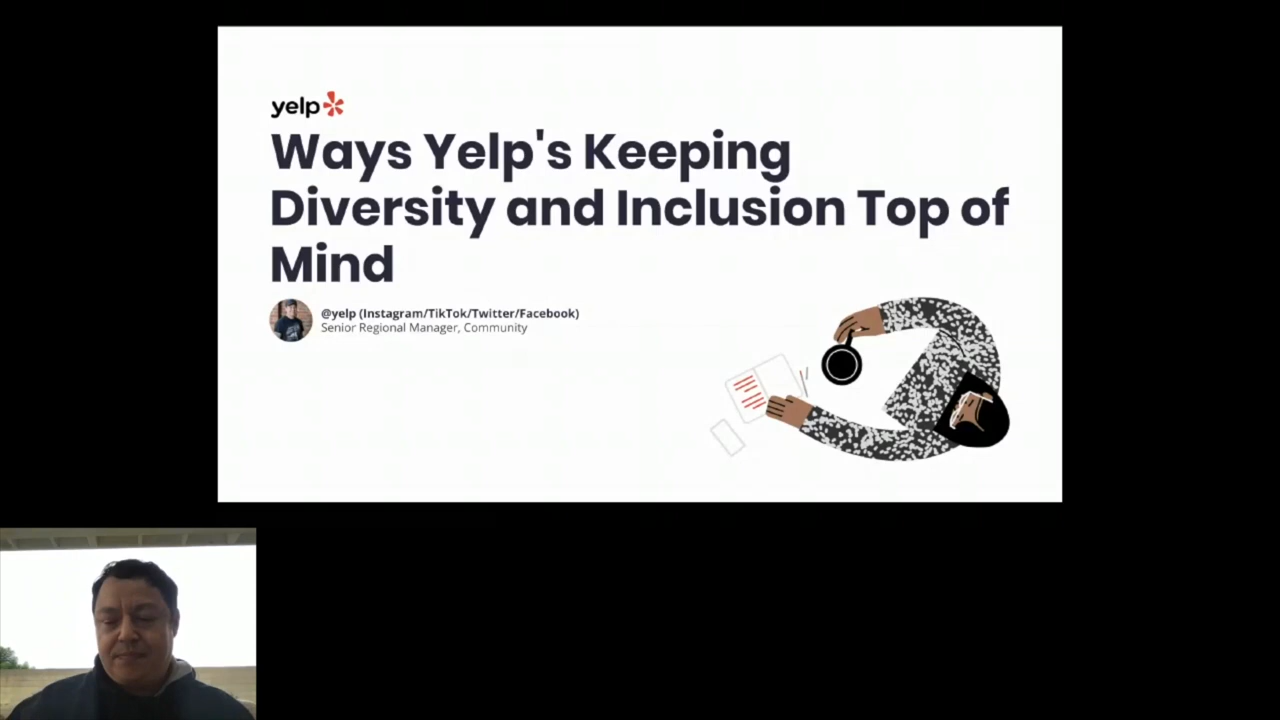 yelp
Ways Yelp's Keeping
Diversity and Inclusion Top of
Mind
@yelp (Instagram/TikTok/Twitter/Facebook)
Senior Regional Manager, Community